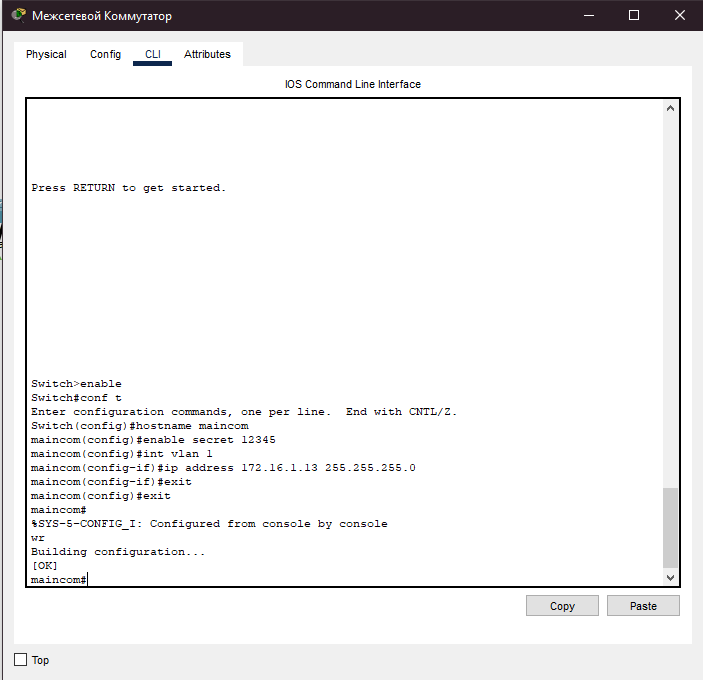 Межсетевой Коммутатор
Physical Config CLI Attributes
IOS Command Line Interface
Press RETURN to get started.
Switch>enable
Switch#conf t
Enter configuration commands, one per line.  End with CNTL/Z.
Switch(config)#hostname maincom
maincom(config)#enable secret 12345
maincom(config)#int vlan 1
maincom(config-if)#ip address 172.16.1.13 255.255.255.0
maincom(config-if)#exit
maincom(config)#exit
maincom#
%SYS-5-CONFIG_I: Configured from console by console
wr
Building configuration...
[OK]
maincom#
Copy Paste
Top